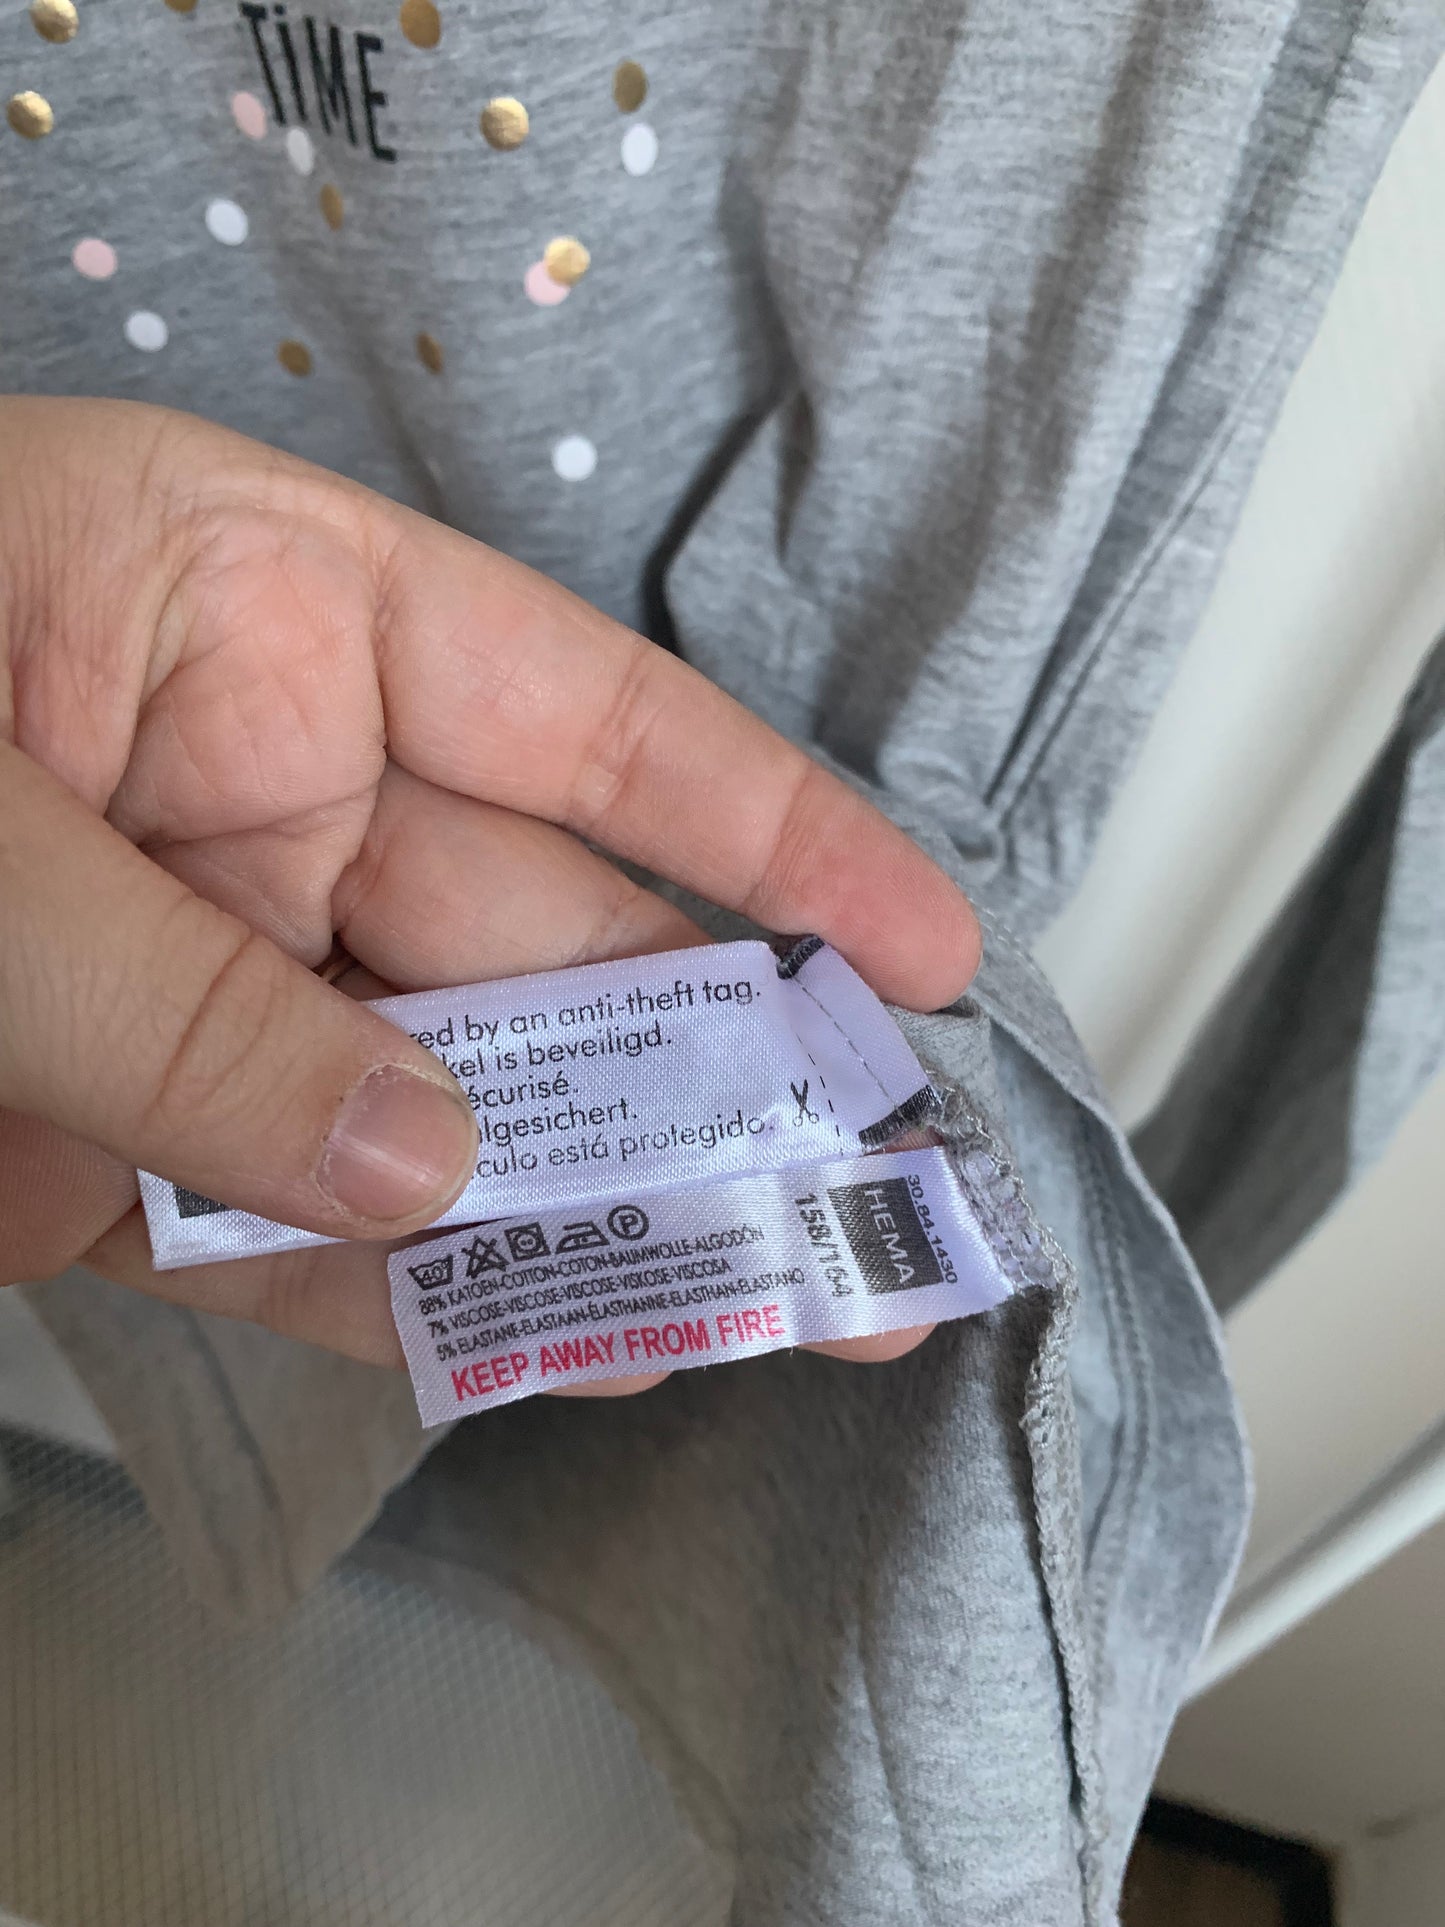 TiME
red by an anti-theft tag.
kel is beveiligd.
écurisé.
lgesichert.
culo está protegido.
40
P
88% KATOEN-COTTON-COTON-BAUMWOLLE-ALGODÓN
7% VISCOSE-VISCOSE-VISCOSE-VISKOSE-VISCOSA
5% ELASTANE-ELASTAAN-ÉLASTHANNE-ELASTHAN-ELASTANO
KEEP AWAY FROM FIRE
158/164
HEMA
30.84.1430